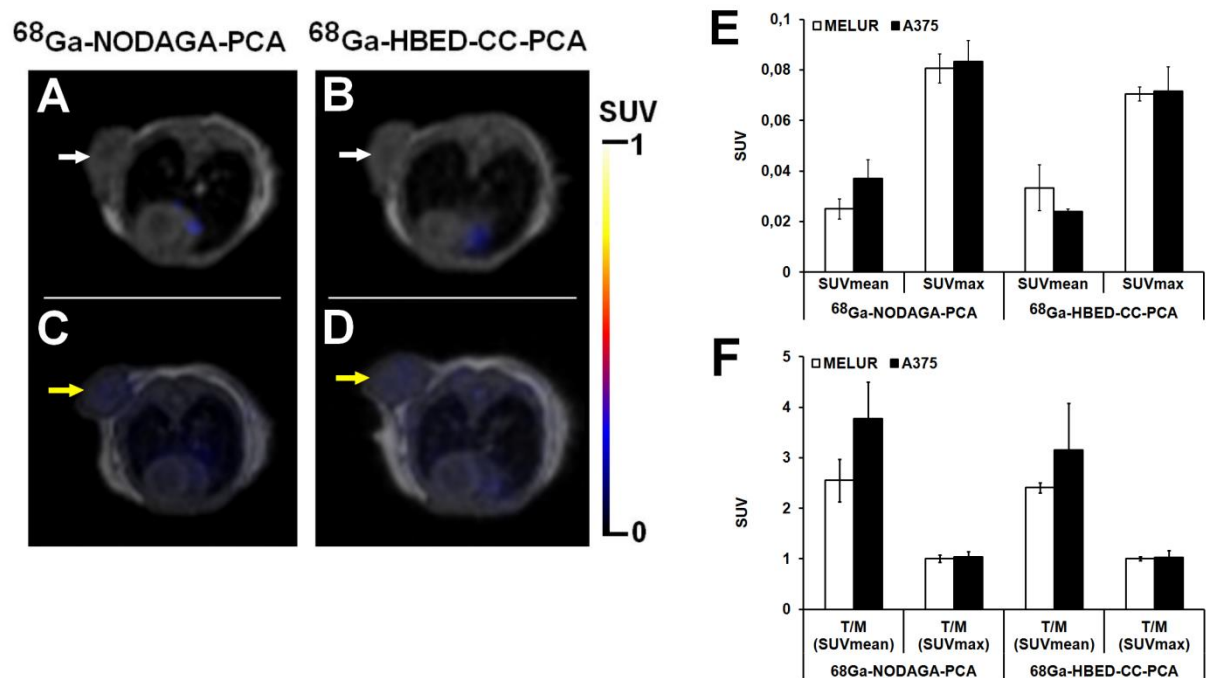 ⁶⁸Ga-NODAGA-PCA ⁶⁸Ga-HBED-CC-PCA
A B
SUV
1
C D
0
E
0,1
0,08
0,06
0,04
0,02
0
SUV
MELUR A375
SUVmean SUVmax SUVmean SUVmax
⁶⁸Ga-NODAGA-PCA ⁶⁸Ga-HBED-CC-PCA
F
5
4
3
2
1
0
SUV
MELUR A375
T/M T/M T/M T/M
(SUVmean) (SUVmax) (SUVmean) (SUVmax)
68Ga-NODAGA-PCA 68Ga-HBED-CC-PCA